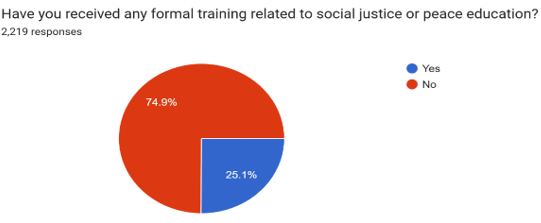 Have you received any formal training related to social justice or peace education?
2,219 responses
Yes
No
74.9%
25.1%